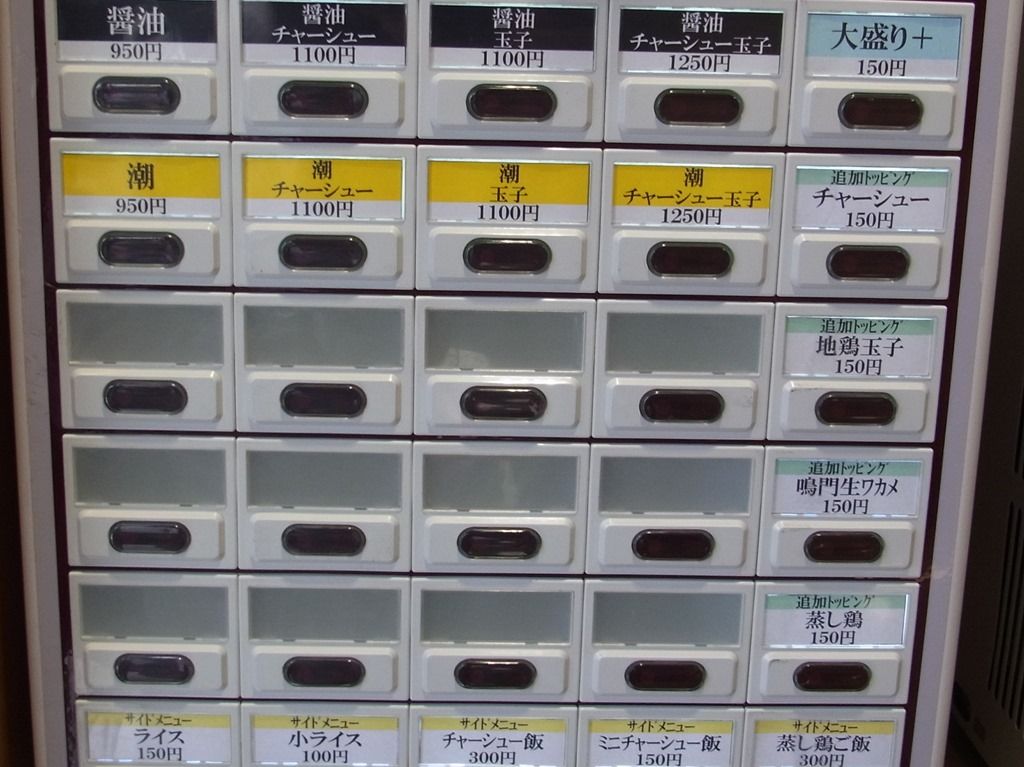 醤油
950円
醤油
チャーシュー
1100円
醤油
玉子
1100円
醤油
チャーシュー玉子
1250円
大盛り＋
150円
潮
950円
潮
チャーシュー
1100円
潮
玉子
1100円
潮
チャーシュー玉子
1250円
追加トッピング
チャーシュー
150円
追加トッピング
地鶏玉子
150円
追加トッピング
鳴門生ワカメ
150円
追加トッピング
蒸し鶏
150円
サイドメニュー
ライス
150円
サイドメニュー
小ライス
100円
サイドメニュー
チャーシュー飯
300円
サイドメニュー
ミニチャーシュー飯
150円
サイドメニュー
蒸し鶏ご飯
300円